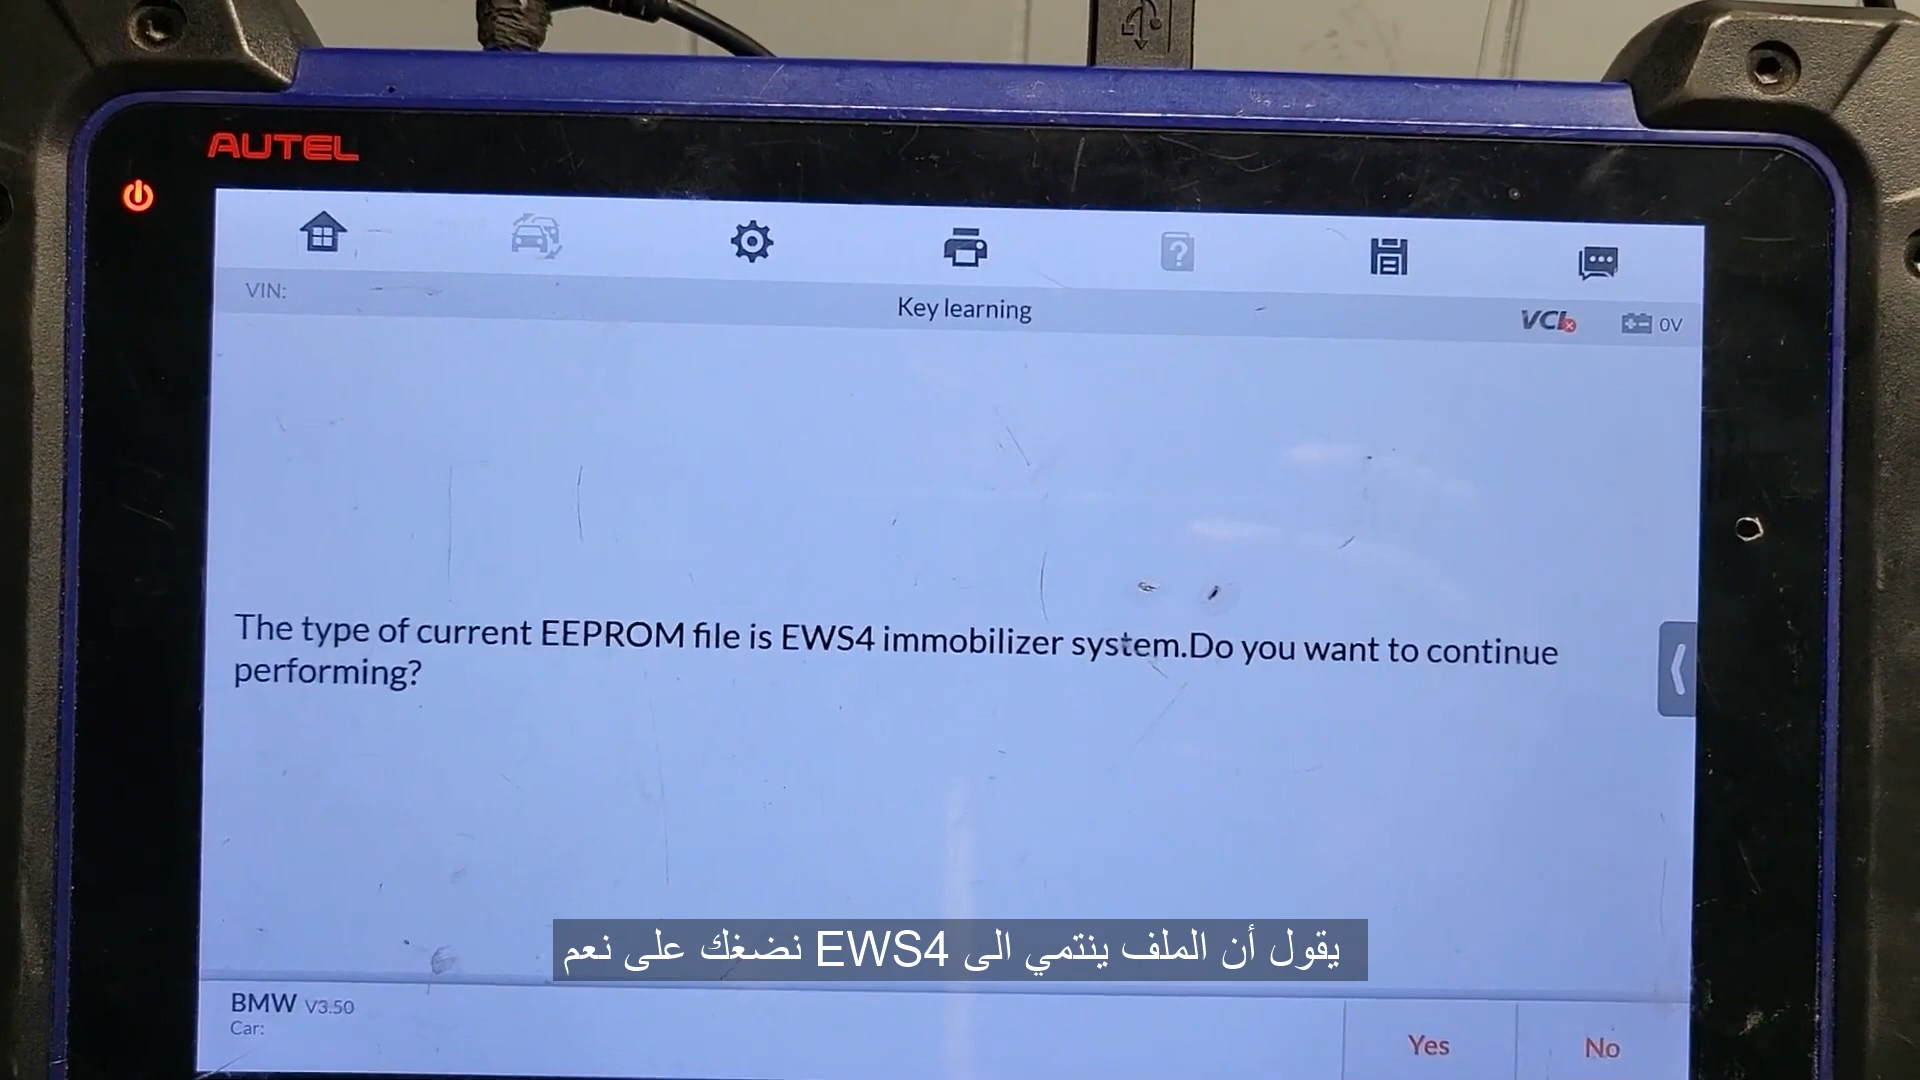 AUTEL
VIN:
Key learning
VCI
0V
The type of current EEPROM file is EWS4 immobilizer system.Do you want to continue
performing?
يقول أن الملف ينتمي الى EWS4 نضغك على نعم
BMW V3.50
Car:
Yes
No